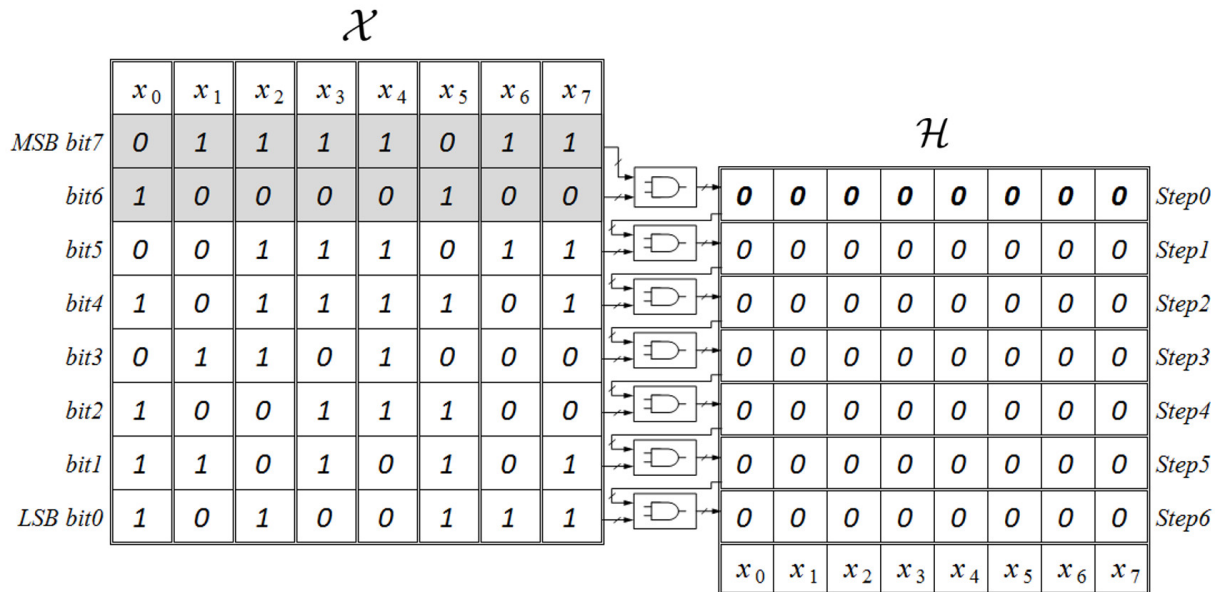 𝒳
x₀ x₁ x₂ x₃ x₄ x₅ x₆ x₇
MSB bit7 0 1 1 1 1 0 1 1
ℋ
bit6 1 0 0 0 0 1 0 0
0 0 0 0 0 0 0 0 Step0
bit5 0 0 1 1 1 0 1 1
0 0 0 0 0 0 0 0 Step1
bit4 1 0 1 1 1 1 0 1
0 0 0 0 0 0 0 0 Step2
bit3 0 1 1 0 1 0 0 0
0 0 0 0 0 0 0 0 Step3
bit2 1 0 0 1 1 1 0 0
0 0 0 0 0 0 0 0 Step4
bit1 1 1 0 1 0 1 0 1
0 0 0 0 0 0 0 0 Step5
LSB bit0 1 0 1 0 0 1 1 1
0 0 0 0 0 0 0 0 Step6
x₀ x₁ x₂ x₃ x₄ x₅ x₆ x₇